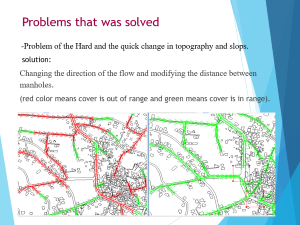 Problems that was solved
-Problem of the Hard and the quick change in topography and slops.
solution:
Changing the direction of the flow and modifying the distance between
manholes.
(red color means cover is out of range and green means cover is in range).